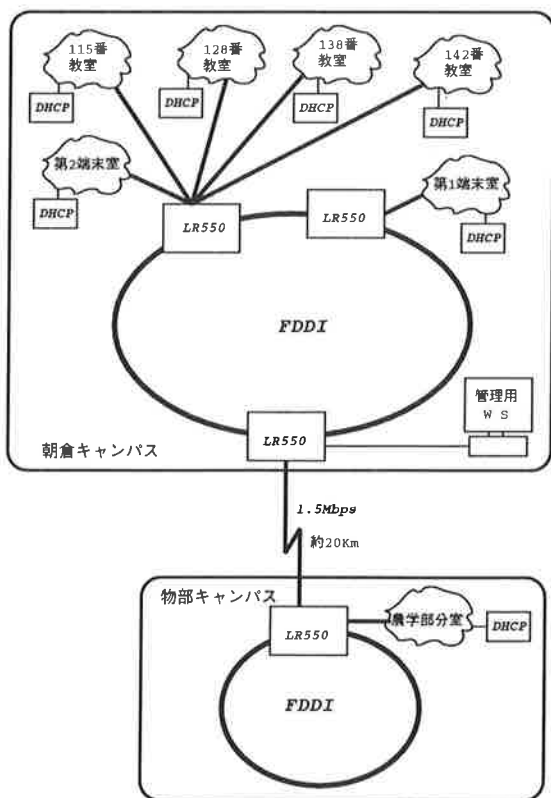 115番
教室
DHCP
128番
教室
DHCP
138番
教室
DHCP
142番
教室
DHCP
第2端末室
DHCP
第1端末室
DHCP
LR550
LR550
FDDI
管理用
W S
LR550
朝倉キャンパス
1.5Mbps
約20Km
物部キャンパス
LR550
農学部分室
DHCP
FDDI